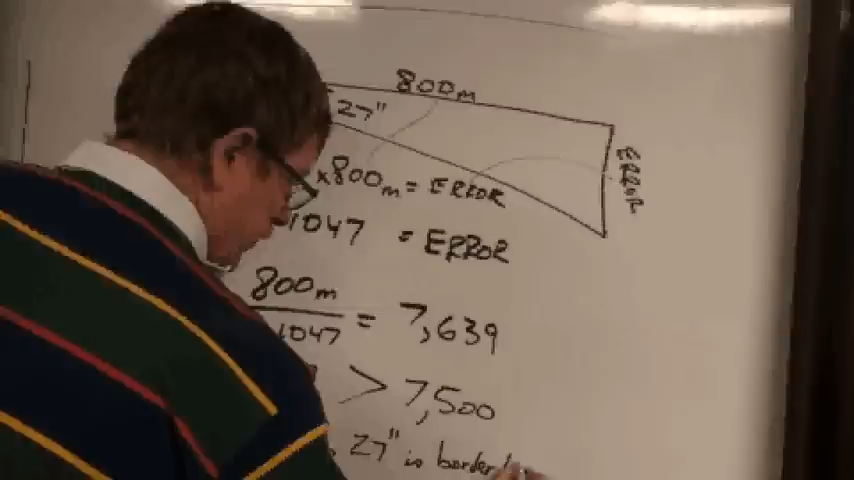 800m
27"
ERROR
x800m = ERROR
1047 = ERROR
800m
1047 = 7,639
> 7,500
27" is border